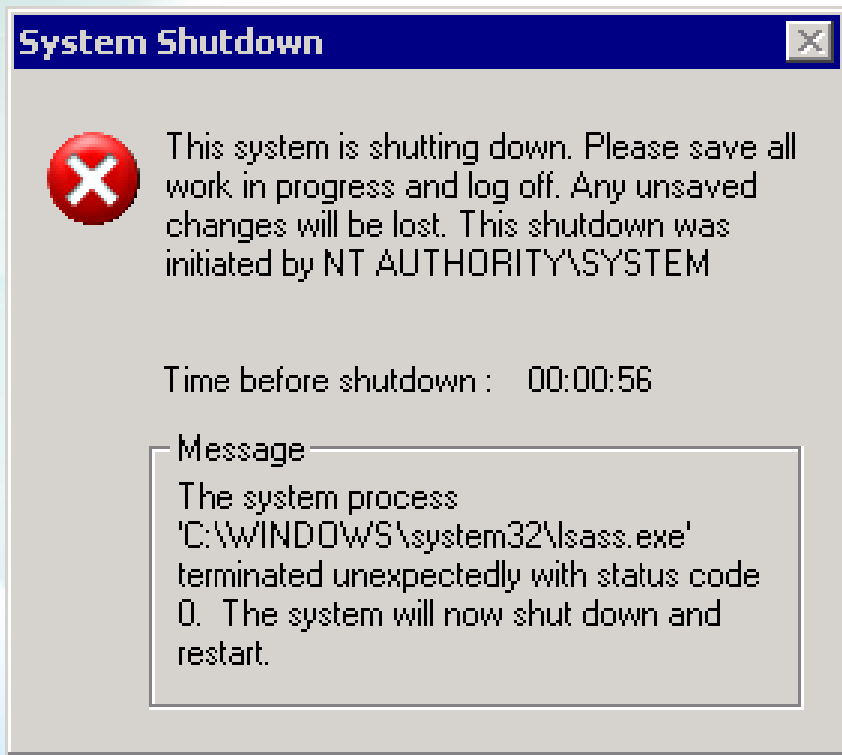 System Shutdown
This system is shutting down. Please save all
work in progress and log off. Any unsaved
changes will be lost. This shutdown was
initiated by NT AUTHORITY\SYSTEM
Time before shutdown :   00:00:56
Message
The system process
'C:\WINDOWS\system32\lsass.exe'
terminated unexpectedly with status code
0.  The system will now shut down and
restart.